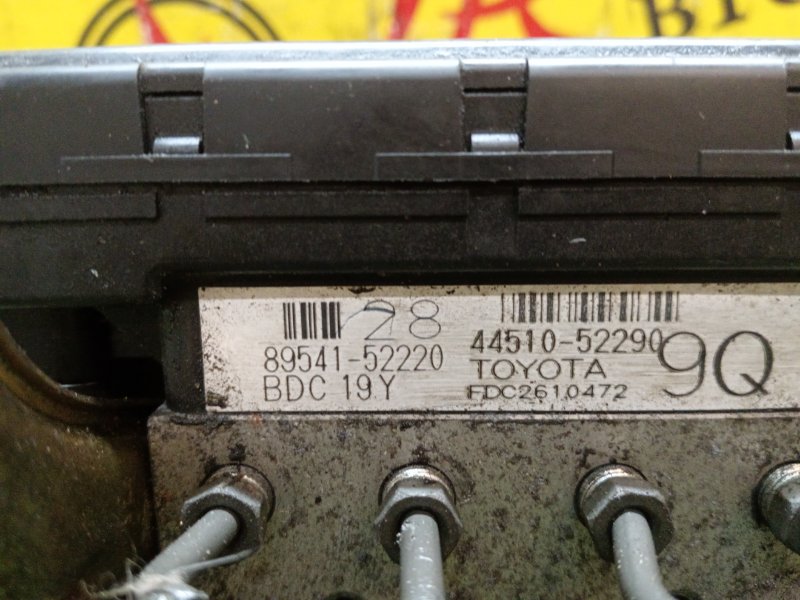 28
89541-52220
BDC 19Y
44510-52290
TOYOTA
FDC2610472
9Q